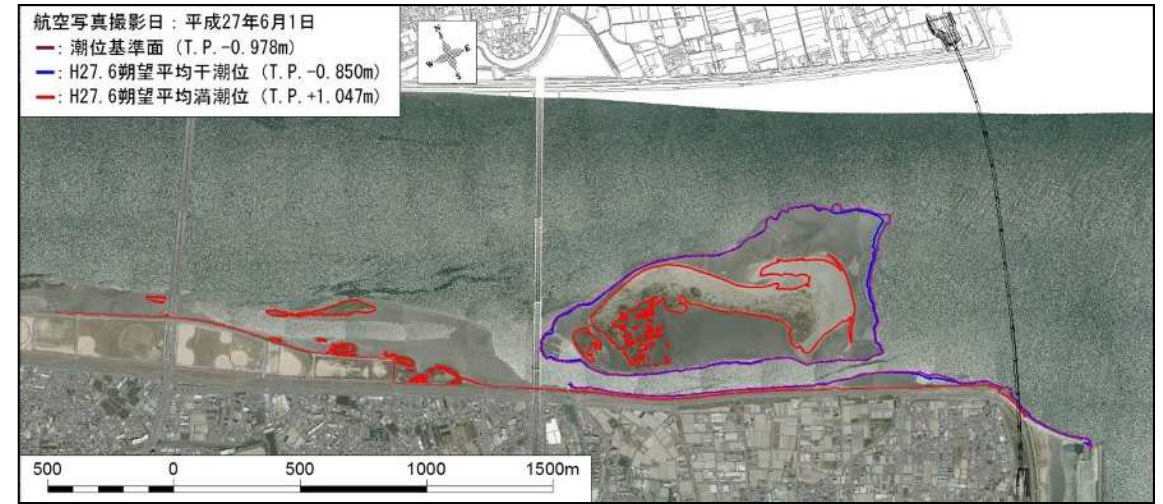 航空写真撮影日：平成27年6月1日
━：潮位基準面（T.P.-0.978m）
━：H27.6朔望平均干潮位（T.P.-0.850m）
━：H27.6朔望平均満潮位（T.P.+1.047m）
N
W E
S
500 0 500 1000 1500m